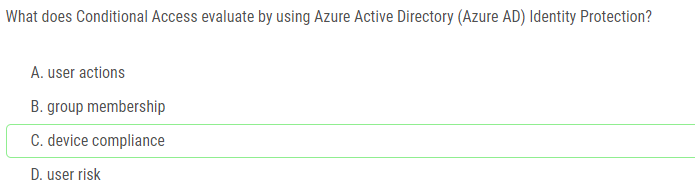 What does Conditional Access evaluate by using Azure Active Directory (Azure AD) Identity Protection?
A. user actions
B. group membership
C. device compliance
D. user risk